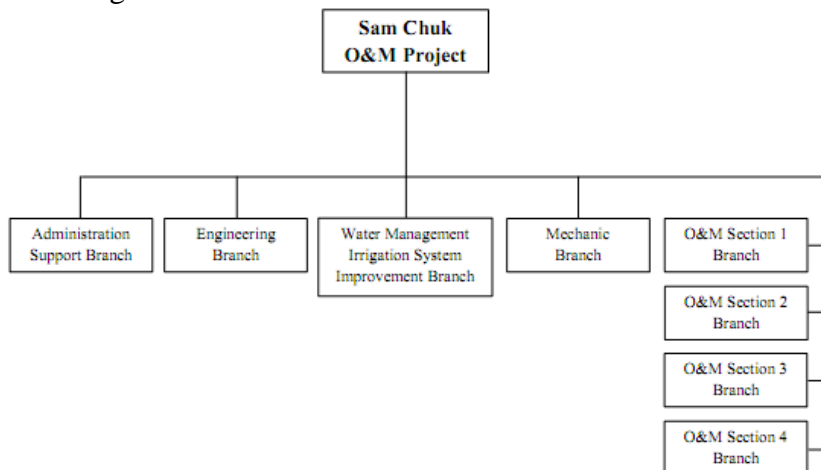 Sam Chuk
O&M Project
Administration
Support Branch
Engineering
Branch
Water Management
Irrigation System
Improvement Branch
Mechanic
Branch
O&M Section 1
Branch
O&M Section 2
Branch
O&M Section 3
Branch
O&M Section 4
Branch